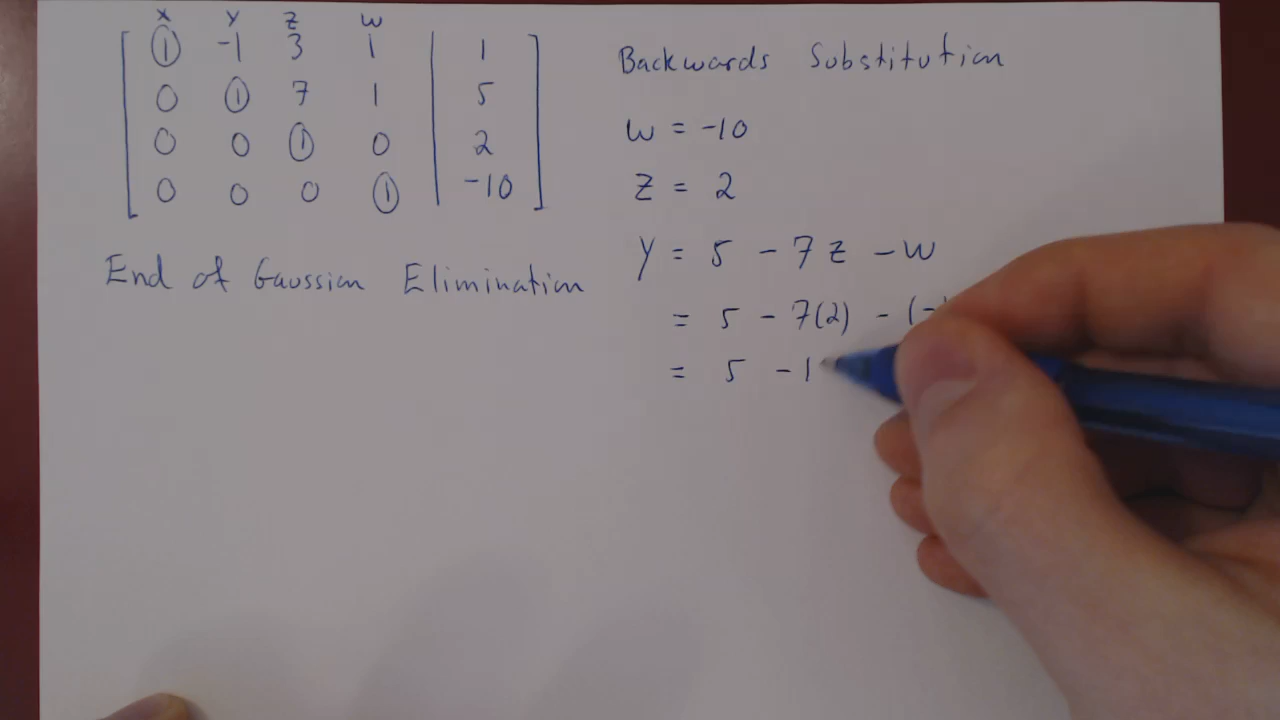 x y z w
1 -1 3 1 | 1
0 1 7 1 | 5
0 0 1 0 | 2
0 0 0 1 | -10
End of Gaussian Elimination
Backwards Substitution
w = -10
z = 2
y = 5 - 7z - w
= 5 - 7(2) - (-
= 5 - 1